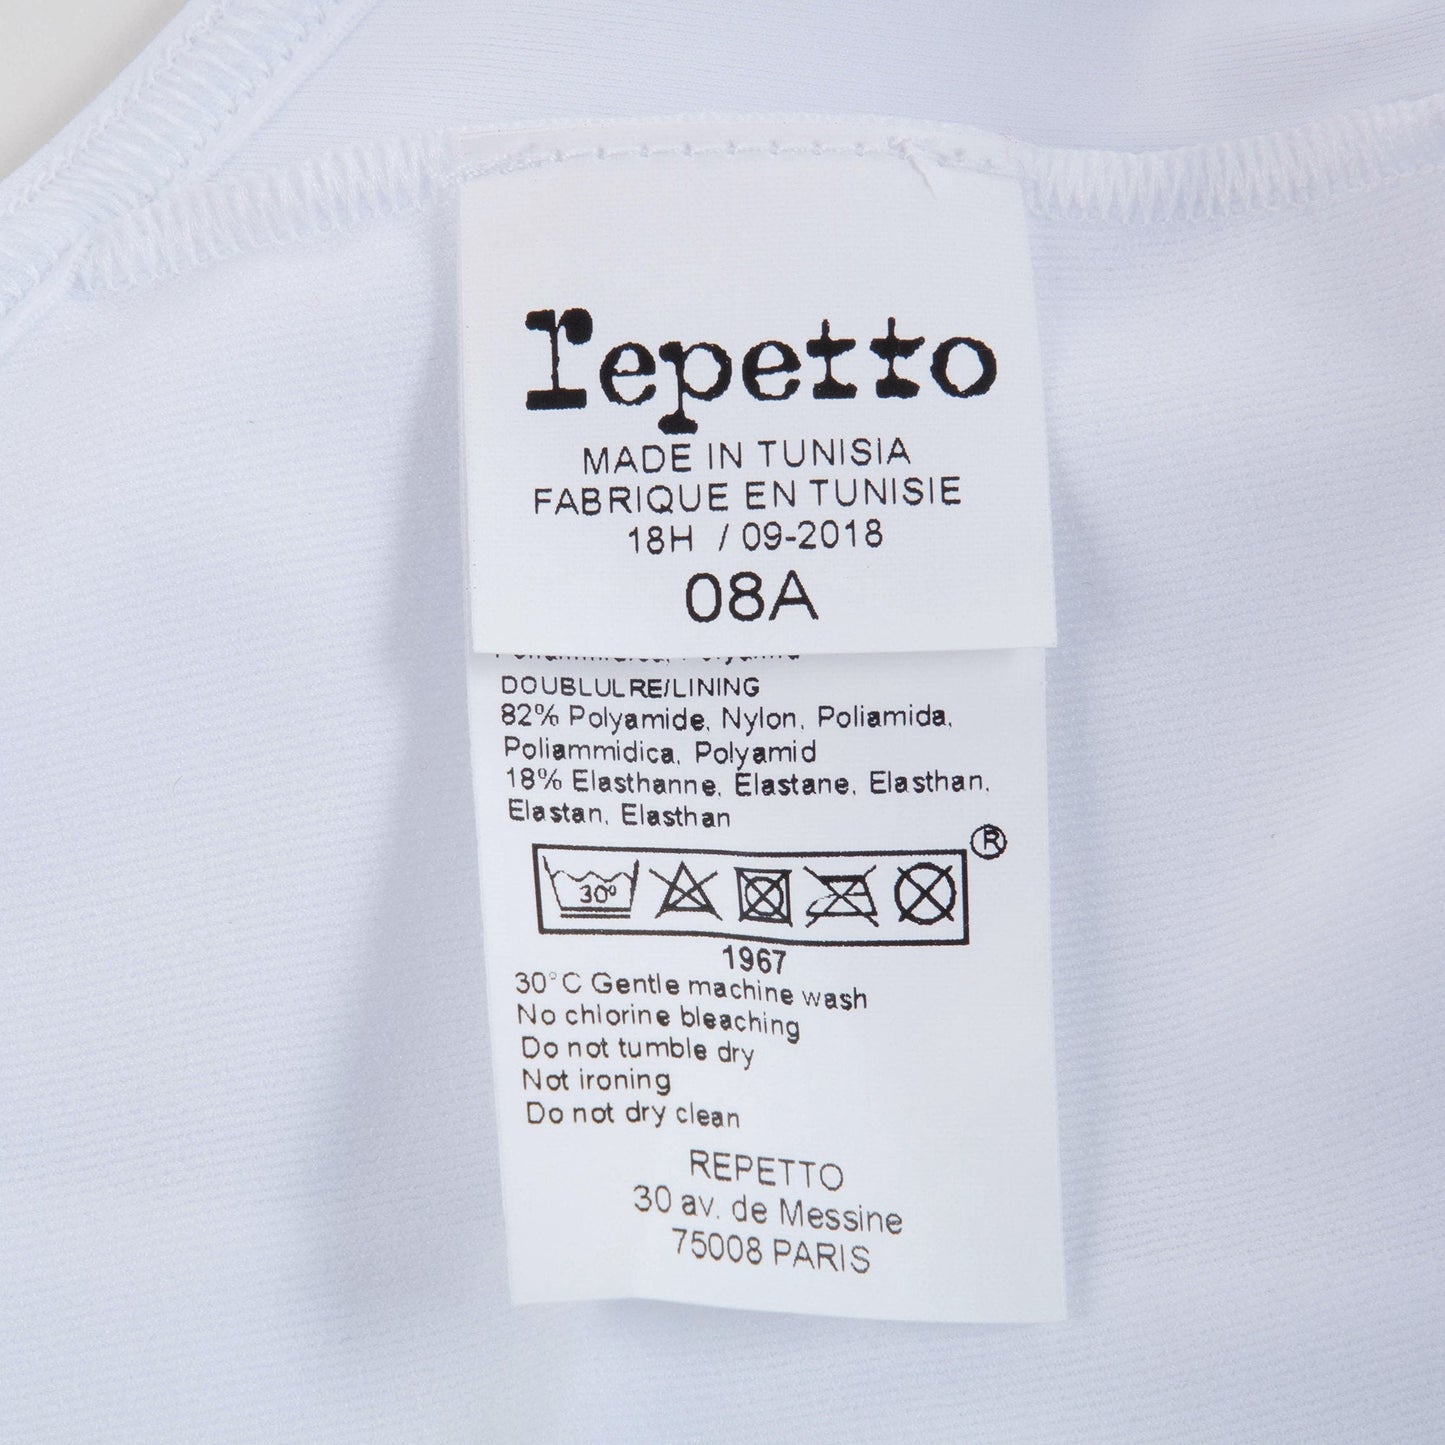 repetto
MADE IN TUNISIA
FABRIQUE EN TUNISIE
18H / 09-2018
08A
DOUBLULRE/LINING
82% Polyamide, Nylon, Poliamida,
Poliammidica, Polyamid
18% Elasthanne, Elastane, Elasthan,
Elastan, Elasthan
®
30°
1967
30°C Gentle machine wash
No chlorine bleaching
Do not tumble dry
Not ironing
Do not dry clean
REPETTO
30 av. de Messine
75008 PARIS